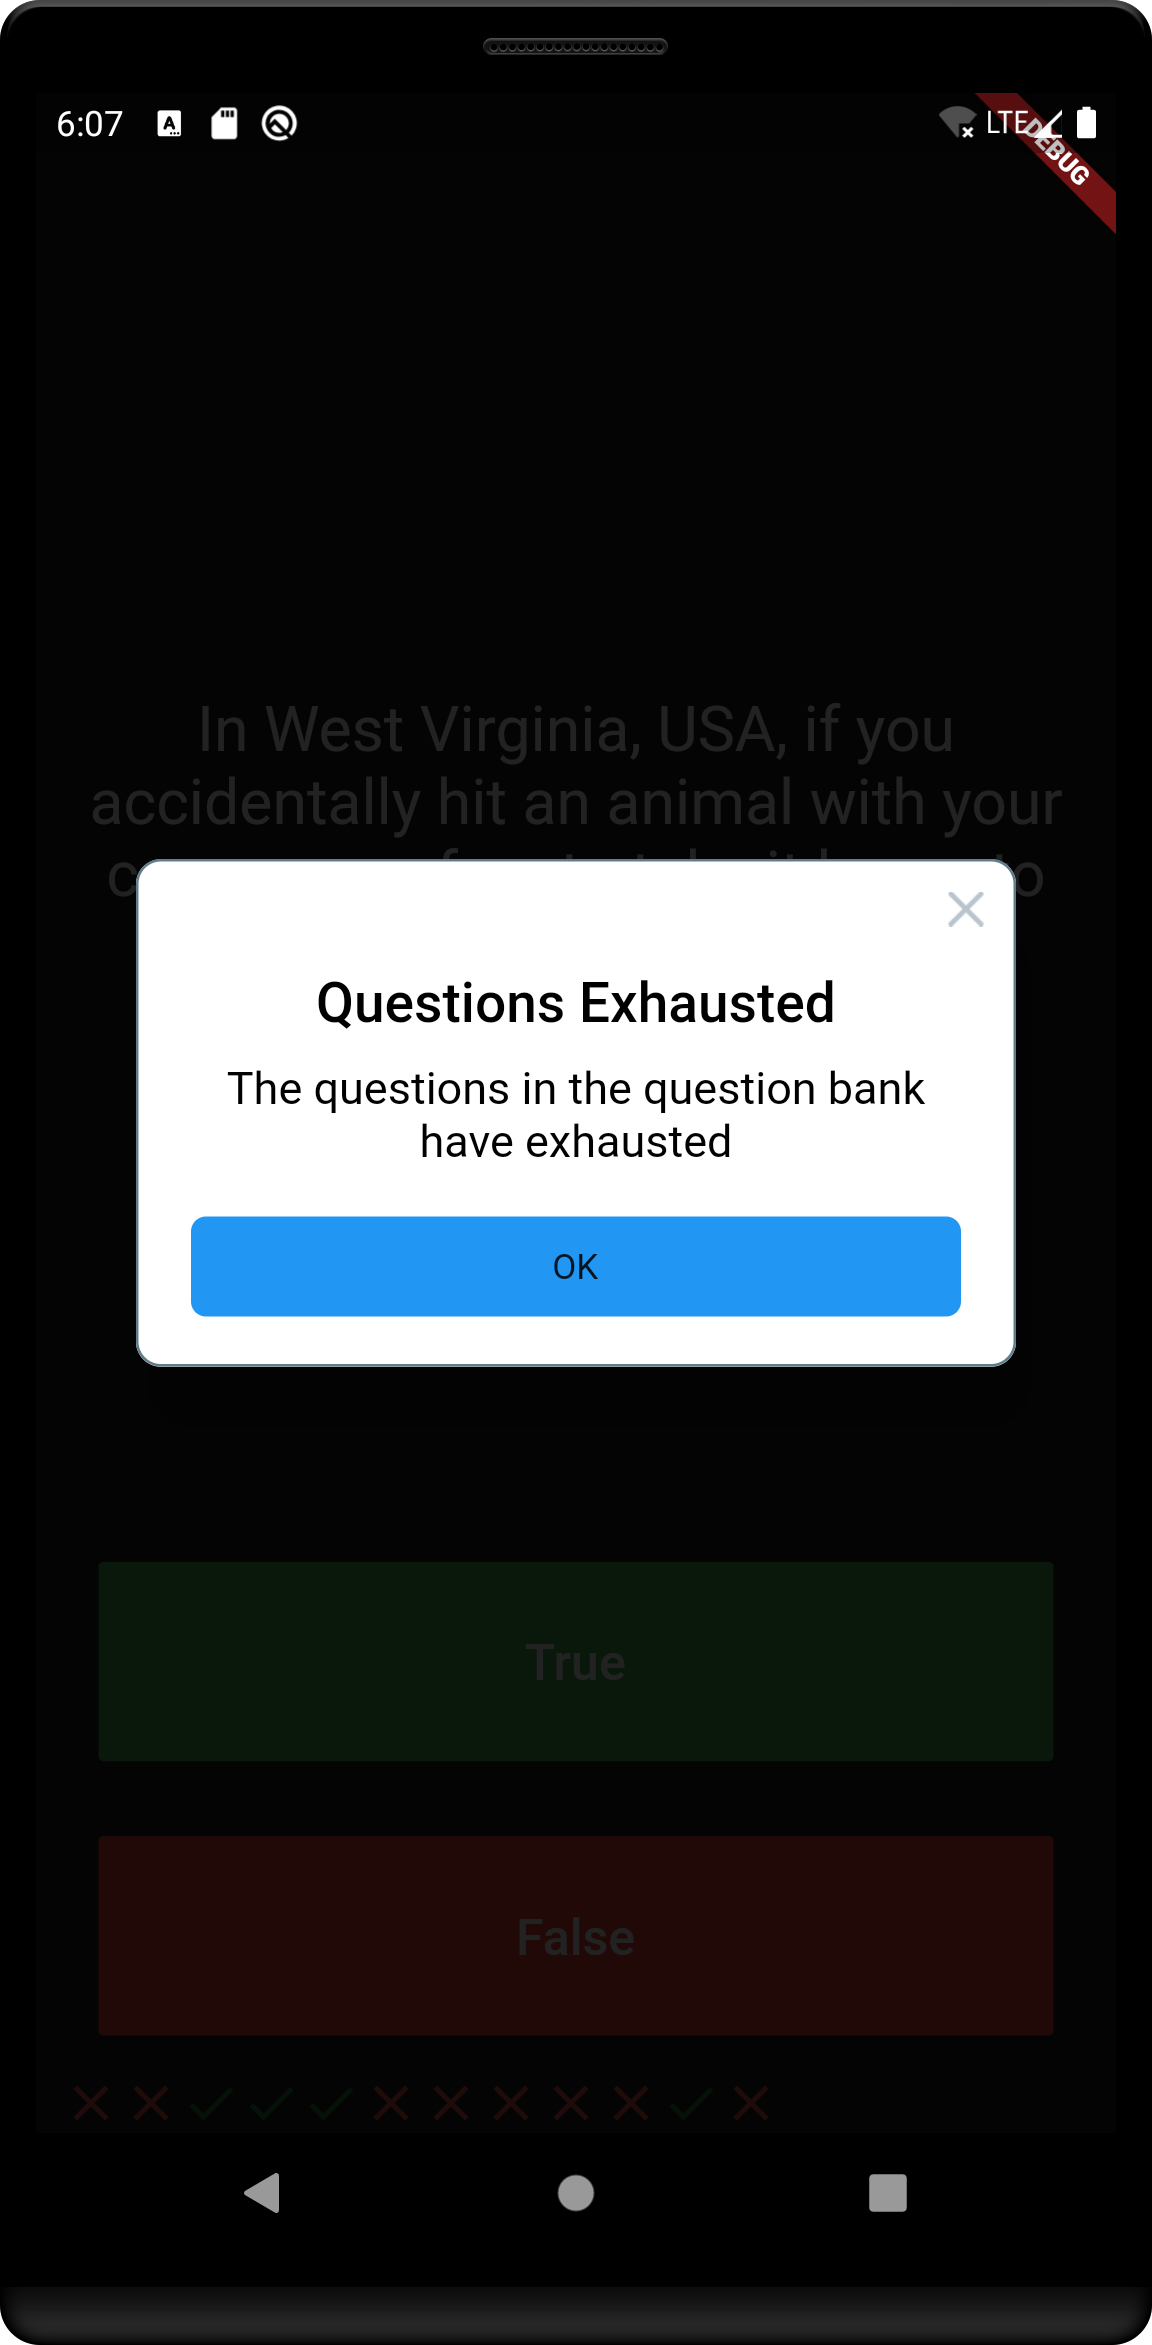 6:07
LTE
DEBUG
In West Virginia, USA, if you
accidentally hit an animal with your
Questions Exhausted
The questions in the question bank
have exhausted
OK
True
False